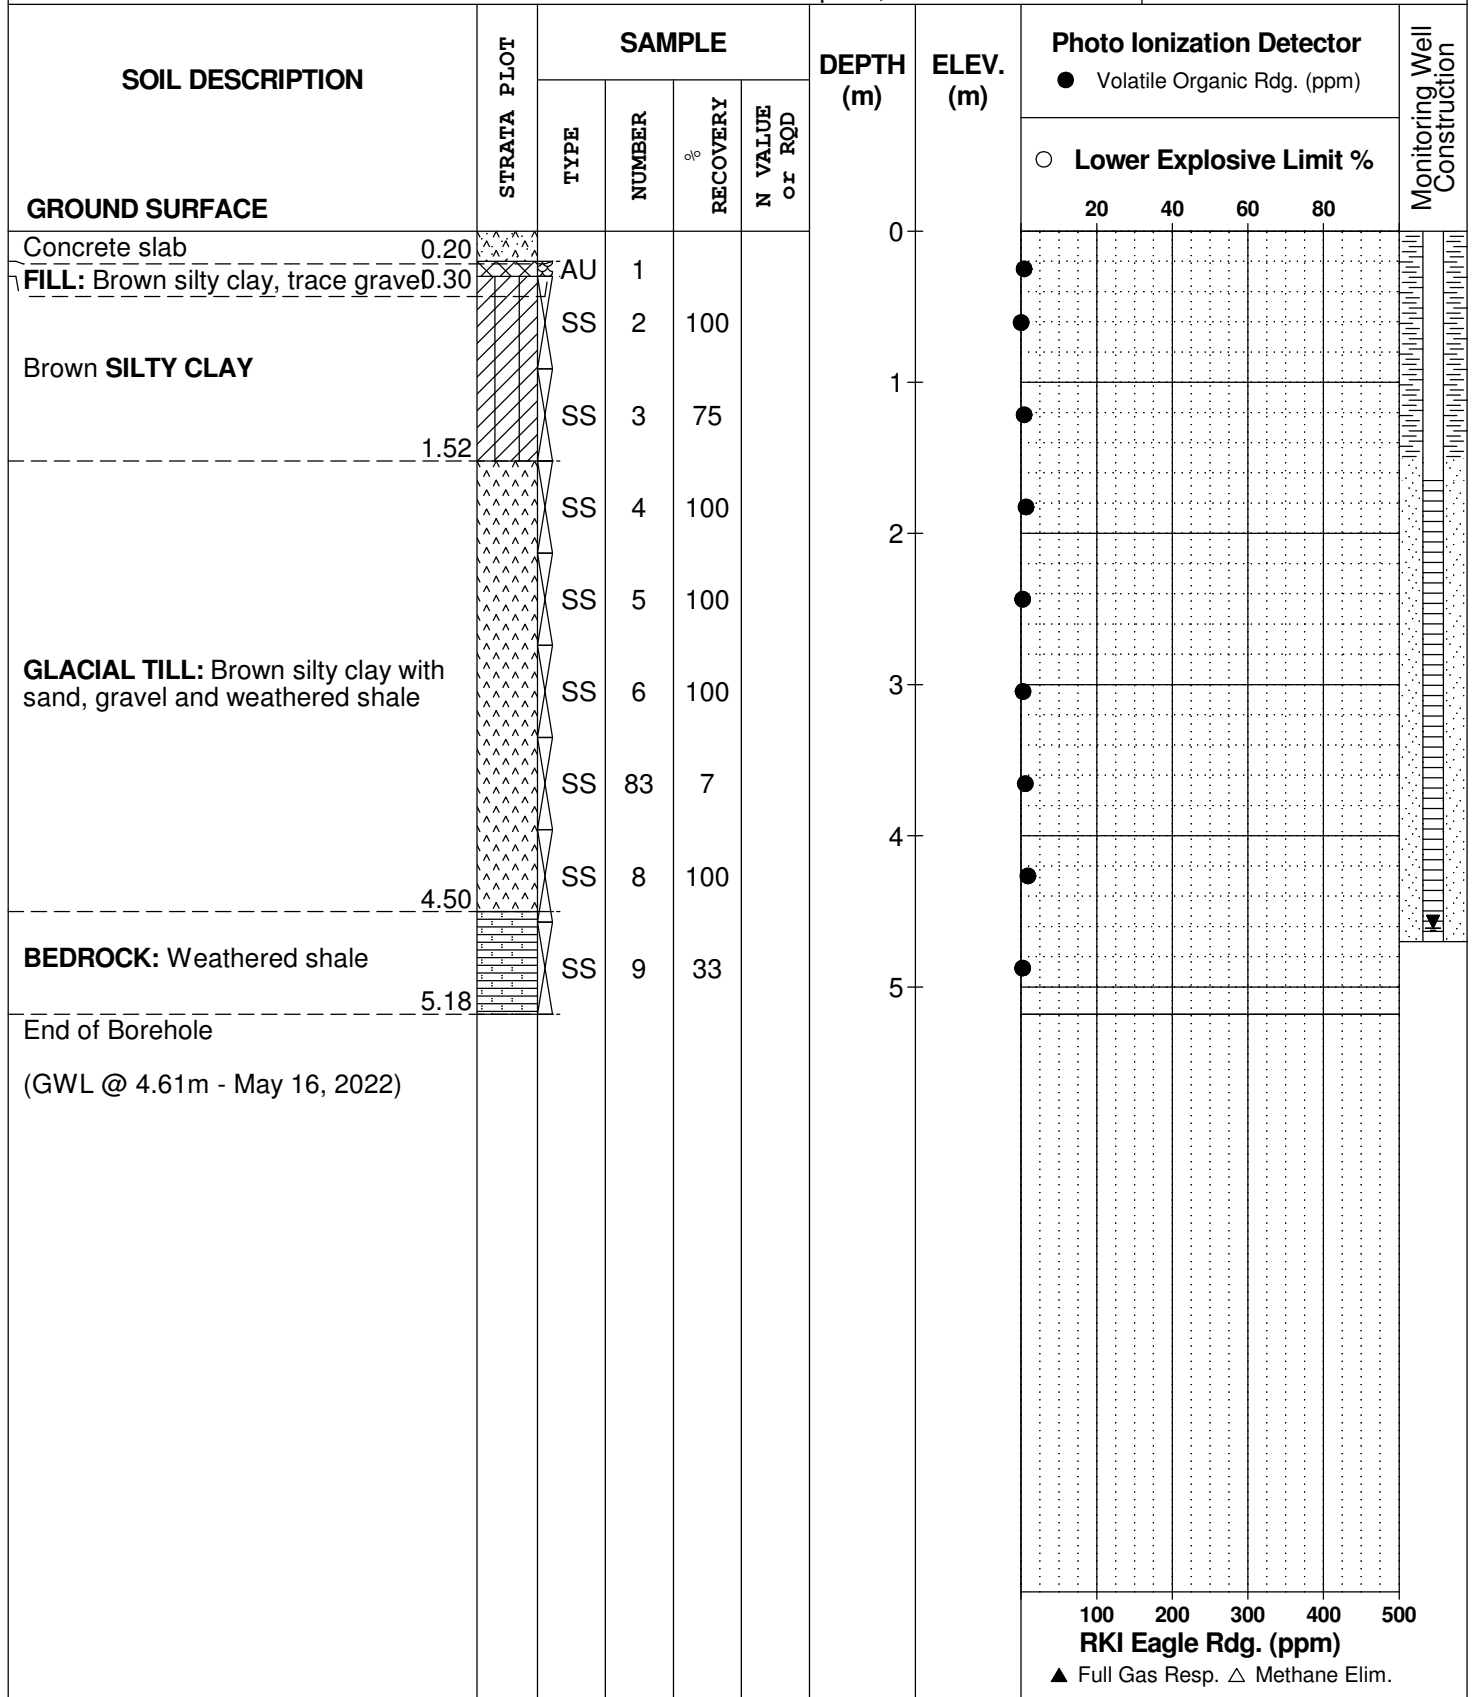 SOIL DESCRIPTION
GROUND SURFACE
STRATA PLOT
SAMPLE
TYPE
NUMBER
%
RECOVERY
N VALUE
or RQD
DEPTH
(m)
ELEV.
(m)
Photo Ionization Detector
● Volatile Organic Rdg. (ppm)
○ Lower Explosive Limit %
20 40 60 80
Monitoring Well
Construction
0
Concrete slab 0.20
FILL: Brown silty clay, trace gravel 0.30
AU 1
SS 2 100
Brown SILTY CLAY
1
SS 3 75
1.52
SS 4 100
2
SS 5 100
GLACIAL TILL: Brown silty clay with
sand, gravel and weathered shale
SS 6 100
3
SS 83 7
4
SS 8 100
4.50
BEDROCK: Weathered shale
SS 9 33
5
5.18
End of Borehole
(GWL @ 4.61m - May 16, 2022)
100 200 300 400 500
RKI Eagle Rdg. (ppm)
▲ Full Gas Resp. △ Methane Elim.